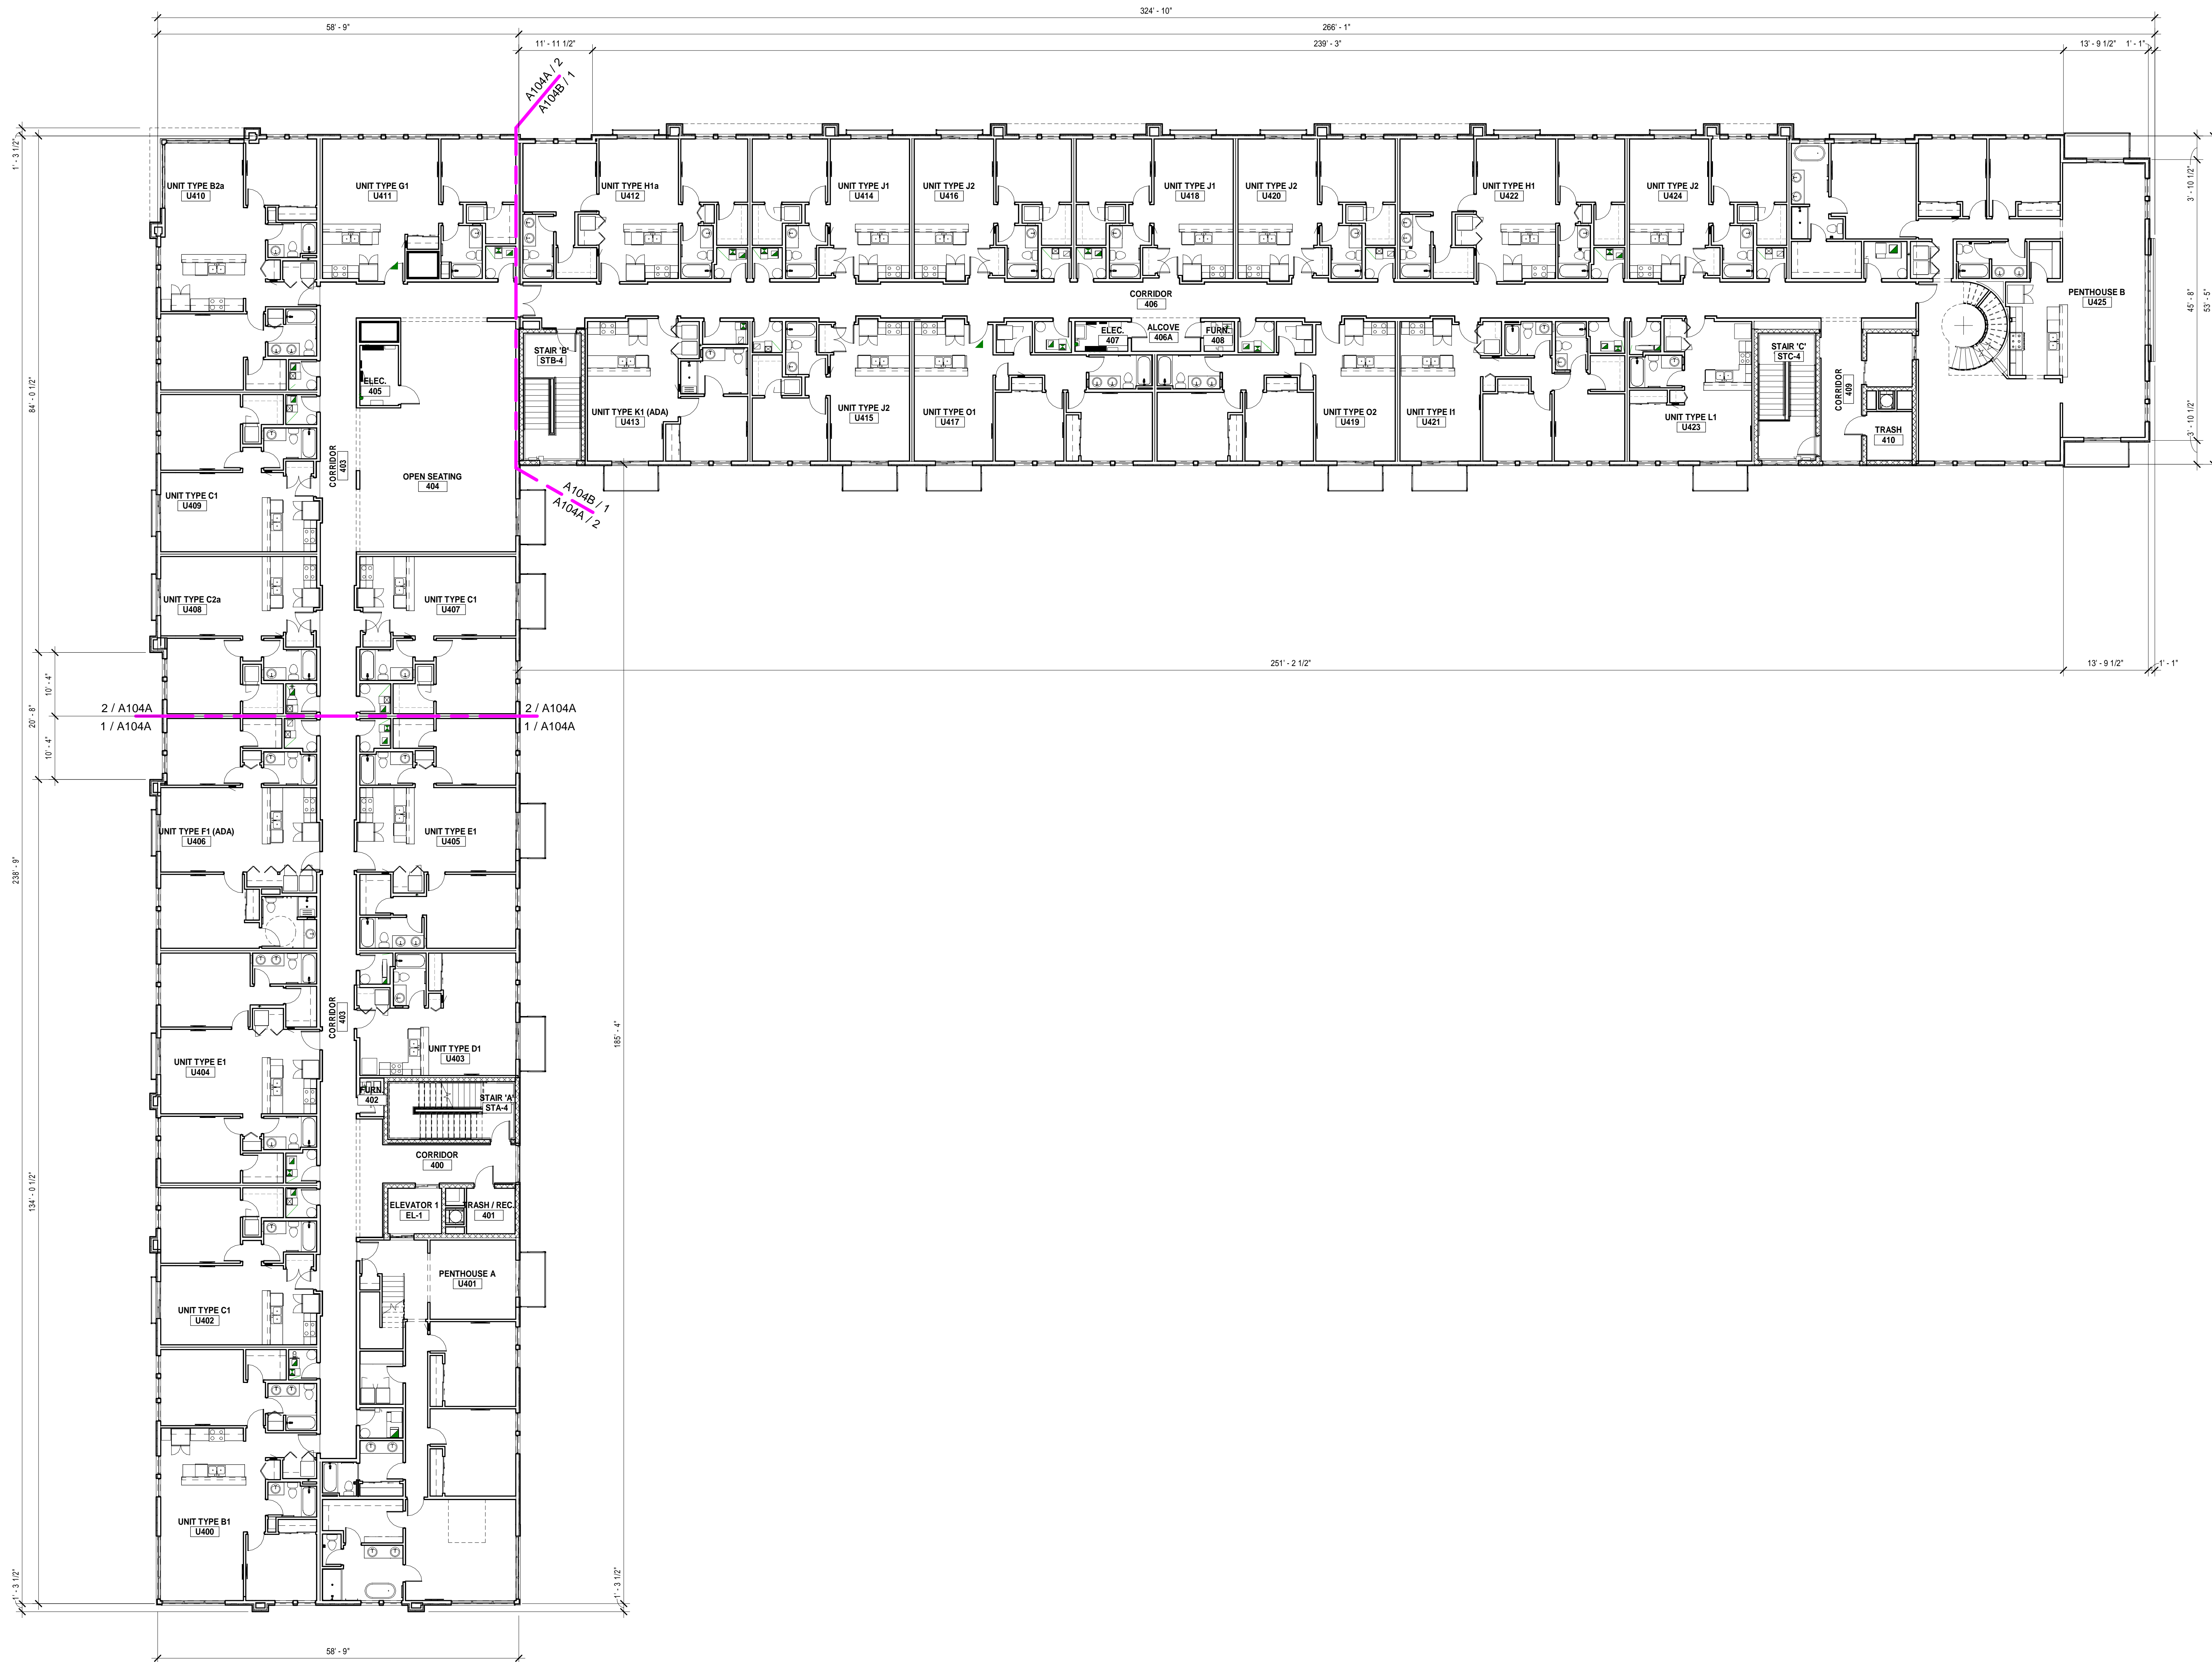 324' - 10"
58' - 9"
266' - 1"
11' - 11 1/2"
239' - 3"
13' - 9 1/2"
1' - 1"
A104A / 2
A104B / 1
1' - 3 1/2"
UNIT TYPE B2a
U410
UNIT TYPE G1
U411
UNIT TYPE H1a
U412
UNIT TYPE J1
U414
UNIT TYPE J2
U416
UNIT TYPE J1
U418
UNIT TYPE J2
U420
UNIT TYPE H1
U422
UNIT TYPE J2
U424
3' - 10 1/2"
45' - 8"
53' - 5"
3' - 10 1/2"
CORRIDOR
406
PENTHOUSE B
U425
ELEC.
407
ALCOVE
406A
FURN.
408
STAIR 'B'
STB-4
STAIR 'C'
STC-4
ELEC.
405
84' - 0 1/2"
CORRIDOR
409
UNIT TYPE K1 (ADA)
U413
UNIT TYPE J2
U415
UNIT TYPE O1
U417
UNIT TYPE O2
U419
UNIT TYPE I1
U421
UNIT TYPE L1
U423
TRASH
410
CORRIDOR
403
OPEN SEATING
404
A104B / 1
A104A / 2
UNIT TYPE C1
U409
UNIT TYPE C2a
U408
UNIT TYPE C1
U407
251' - 2 1/2"
13' - 9 1/2"
1' - 1"
10' - 4"
20' - 8"
10' - 4"
2 / A104A
1 / A104A
2 / A104A
1 / A104A
UNIT TYPE F1 (ADA)
U406
UNIT TYPE E1
U405
238' - 9"
CORRIDOR
403
185' - 4"
UNIT TYPE E1
U404
UNIT TYPE D1
U403
FURN.
402
STAIR 'A'
STA-4
CORRIDOR
400
134' - 0 1/2"
ELEVATOR 1
EL-1
TRASH / REC.
401
PENTHOUSE A
U401
UNIT TYPE C1
U402
UNIT TYPE B1
U400
1' - 3 1/2"
1' - 3 1/2"
58' - 9"